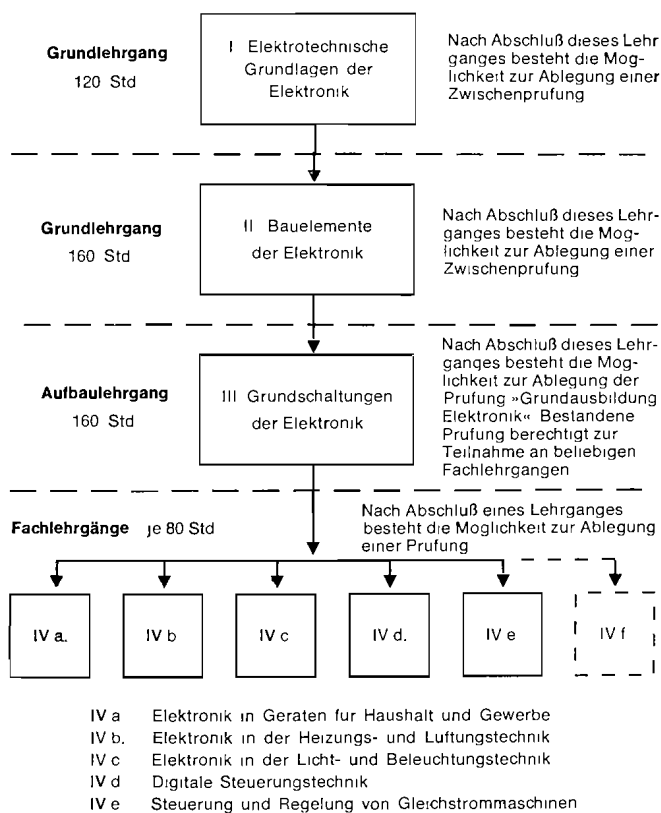 Grundlehrgang
120 Std
I Elektrotechnische
Grundlagen der
Elektronik
Nach Abschluß dieses Lehr-
ganges besteht die Mog-
lichkeit zur Ablegung einer
Zwischenprufung
Grundlehrgang
160 Std
II Bauelemente
der Elektronik
Nach Abschluß dieses Lehr-
ganges besteht die Mog-
lichkeit zur Ablegung einer
Zwischenprufung
Aufbaulehrgang
160 Std
III Grundschaltungen
der Elektronik
Nach Abschluß dieses Lehr-
ganges besteht die Mog-
lichkeit zur Ablegung der
Prufung »Grundausbildung
Elektronik« Bestandene
Prufung berechtigt zur
Teilnahme an beliebigen
Fachlehrgangen
Fachlehrgänge je 80 Std
Nach Abschluß eines Lehrganges
besteht die Moglichkeit zur Ablegung
einer Prufung
IV a. IV b IV c IV d. IV e IV f
IV a Elektronik in Geraten fur Haushalt und Gewerbe
IV b. Elektronik in der Heizungs- und Luftungstechnik
IV c Elektronik in der Licht- und Beleuchtungstechnik
IV d Digitale Steuerungstechnik
IV e Steuerung und Regelung von Gleichstrommaschinen